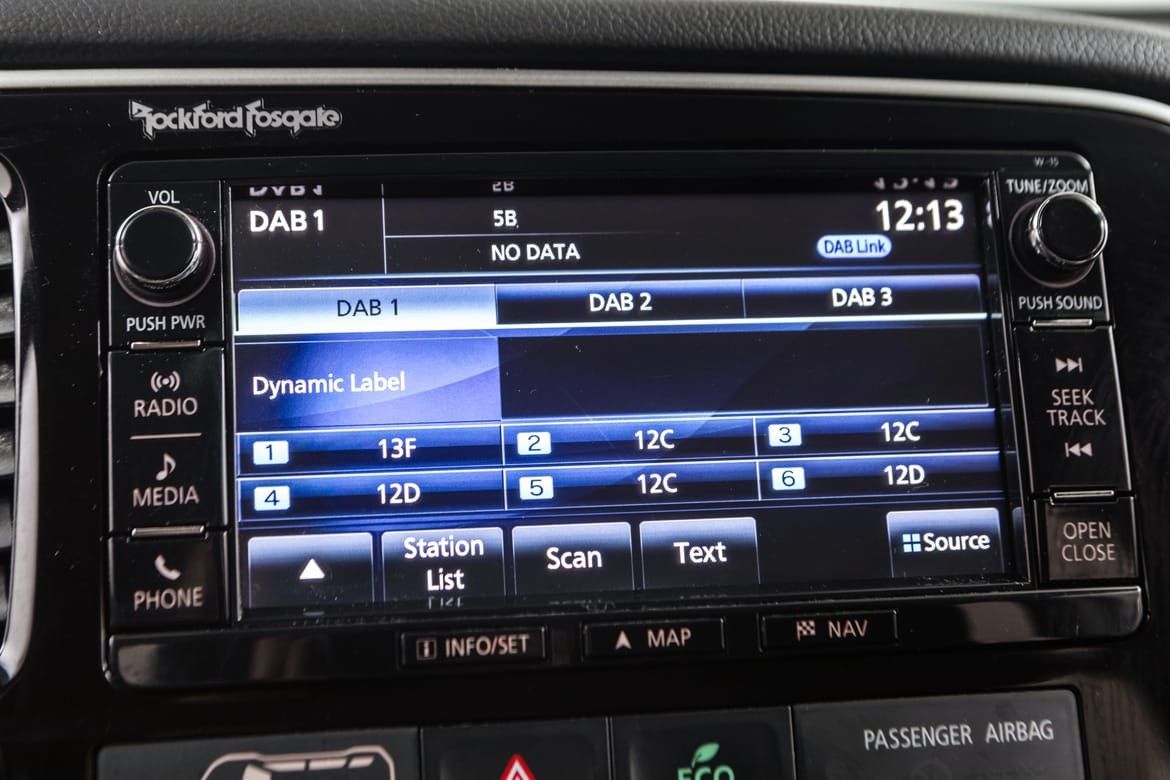 Rockford Fosgate
W-15
VOL
TUNE/ZOOM
DAB 1
5B
12:13
NO DATA
DAB Link
PUSH PWR
PUSH SOUND
DAB 1
DAB 2
DAB 3
RADIO
Dynamic Label
SEEK
TRACK
1 13F
2 12C
3 12C
MEDIA
4 12D
5 12C
6 12D
Station
List
Scan
Text
Source
OPEN
CLOSE
PHONE
INFO/SET
MAP
NAV
PASSENGER AIRBAG
ECO